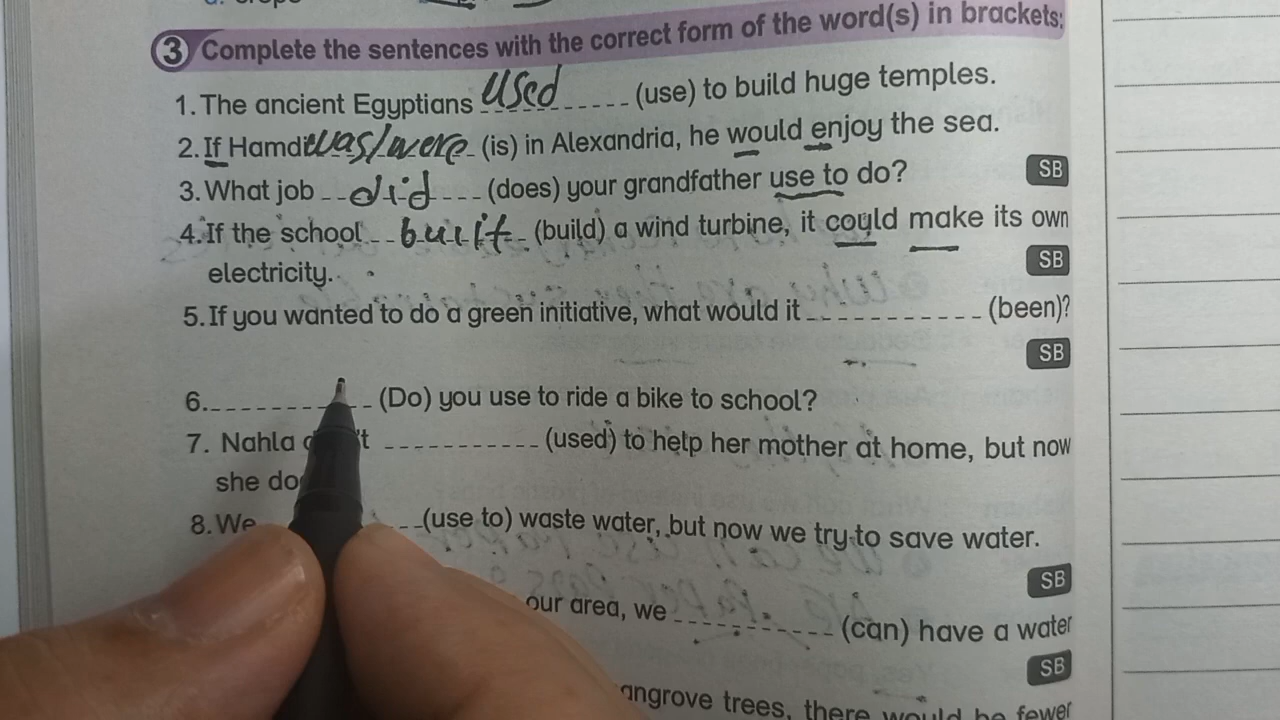 3 Complete the sentences with the correct form of the word(s) in brackets:
1. The ancient Egyptians used (use) to build huge temples.
2. If Hamdi was/were (is) in Alexandria, he would enjoy the sea.
3. What job did (does) your grandfather use to do? SB
4. If the school built (build) a wind turbine, it could make its own
electricity. SB
5. If you wanted to do a green initiative, what would it ___________ (been)?
SB
6. ___________ (Do) you use to ride a bike to school?
7. Nahla ___________ (used) to help her mother at home, but now
she
8. We ___ (use to) waste water, but now we try to save water.
SB
our area, we ___________ (can) have a water
SB
trees, there would be fewer